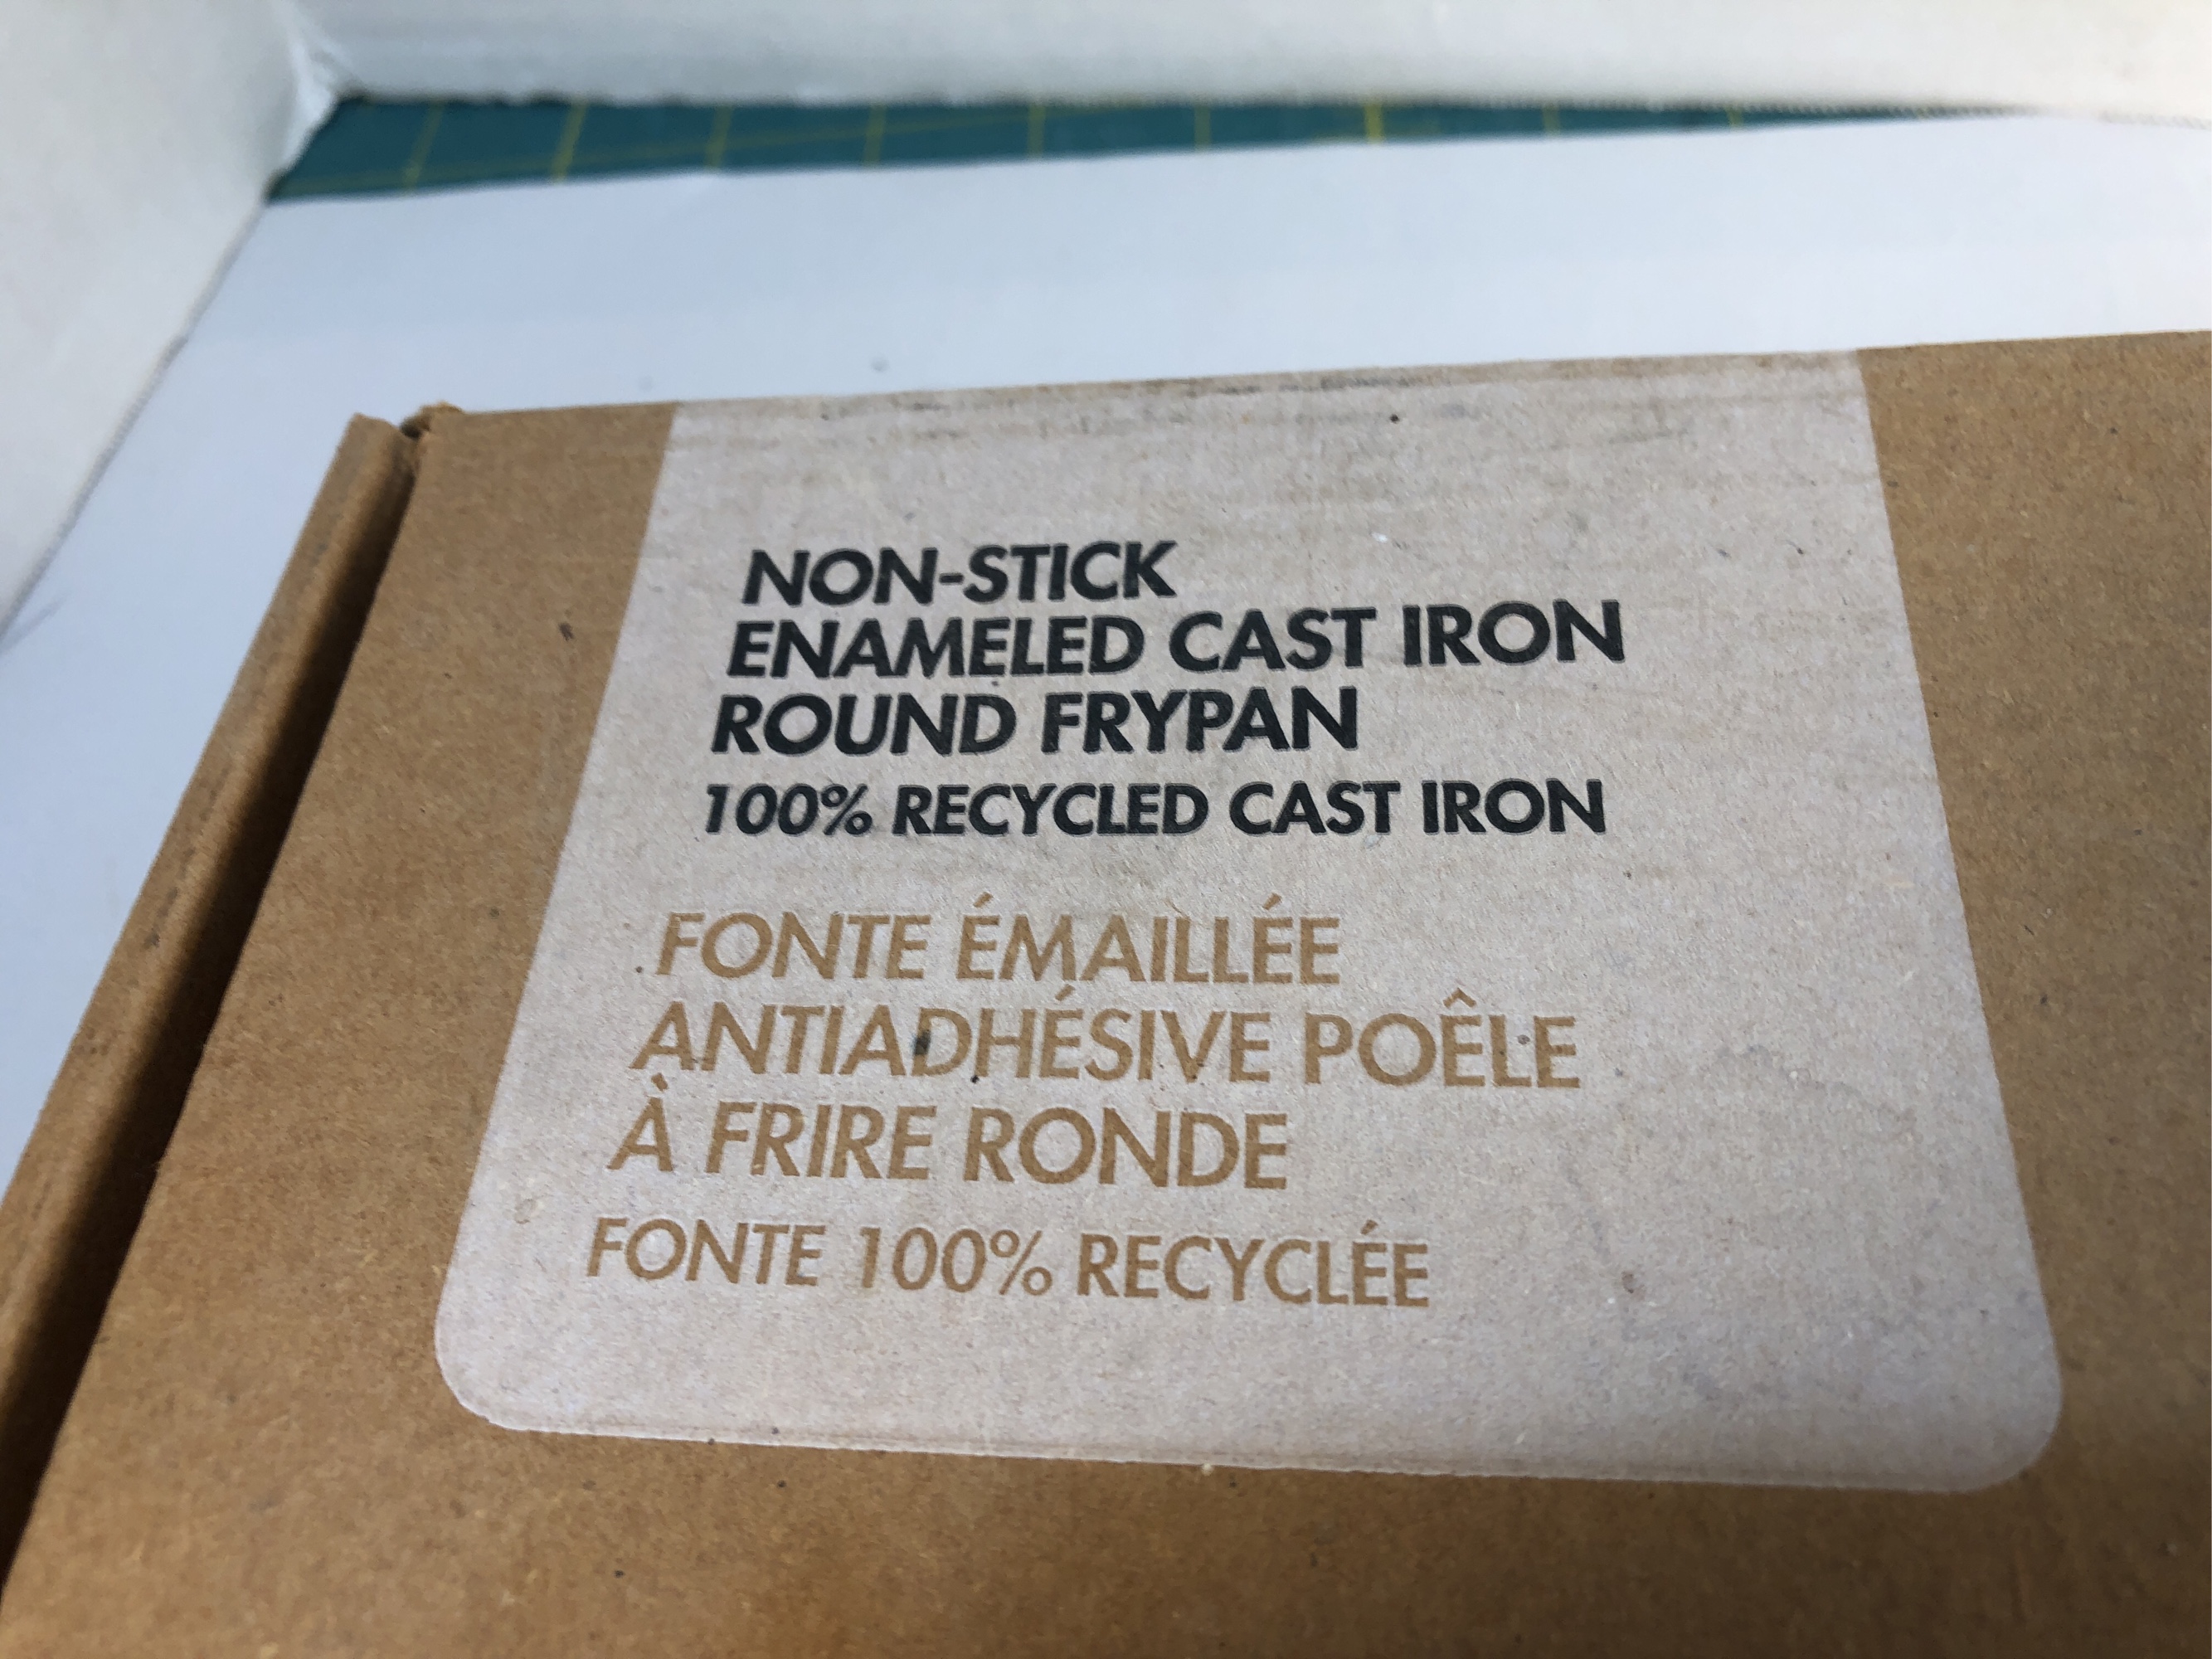 NON-STICK
ENAMELED CAST IRON
ROUND FRYPAN
100% RECYCLED CAST IRON
FONTE ÉMAILLÉE
ANTIADHÉSIVE POÊLE
À FRIRE RONDE
FONTE 100% RECYCLÉE